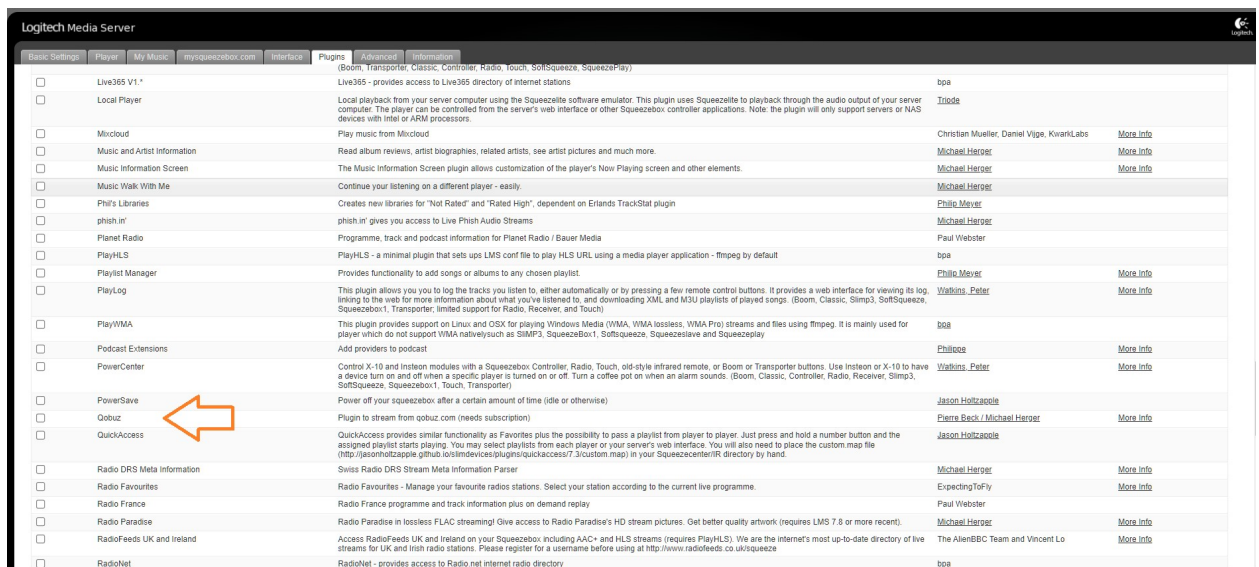 Logitech Media Server
Logitech
Basic Settings Player My Music mysqueezebox.com Interface Plugins Advanced Information
(Boom, Transporter, Classic, Controller, Radio, Touch, SoftSqueeze, SqueezePlay)
Live365 V1.* Live365 - provides access to Live365 directory of internet stations bpa
Local Player Local playback from your server computer using the Squeezelite software emulator. This plugin uses Squeezelite to playback through the audio output of your server Triode
computer. The player can be controlled from the server's web interface or other Squeezebox controller applications. Note: the plugin will only support servers or NAS
devices with Intel or ARM processors.
Mixcloud Play music from Mixcloud Christian Mueller, Daniel Vijge, KwarkLabs More Info
Music and Artist Information Read album reviews, artist biographies, related artists, see artist pictures and much more. Michael Herger More Info
Music Information Screen The Music Information Screen plugin allows customization of the player's Now Playing screen and other elements. Michael Herger More Info
Music Walk With Me Continue your listening on a different player - easily. Michael Herger
Phil's Libraries Creates new libraries for "Not Rated" and "Rated High", dependent on Erlands TrackStat plugin Philip Meyer
phish.in' phish.in' gives you access to Live Phish Audio Streams Michael Herger
Planet Radio Programme, track and podcast information for Planet Radio / Bauer Media Paul Webster
PlayHLS PlayHLS - a minimal plugin that sets ups LMS conf file to play HLS URL using a media player application - ffmpeg by default bpa
Playlist Manager Provides functionality to add songs or albums to any chosen playlist. Philip Meyer More Info
PlayLog This plugin allows you you to log the tracks you listen to, either automatically or by pressing a few remote control buttons. It provides a web interface for viewing its log, Watkins, Peter More Info
linking to the web for more information about what you've listened to, and downloading XML and M3U playlists of played songs. (Boom, Classic, Slimp3, SoftSqueeze,
Squeezebox1, Transporter; limited support for Radio, Receiver, and Touch)
PlayWMA This plugin provides support on Linux and OSX for playing Windows Media (WMA, WMA lossless, WMA Pro) streams and files using ffmpeg. It is mainly used for bpa
player which do not support WMA nativelysuch as SliMP3, SqueezeBox1, Softsqueeze, Squeezeslave and Squeezeplay
Podcast Extensions Add providers to podcast Philippe More Info
PowerCenter Control X-10 and Insteon modules with a Squeezebox Controller, Radio, Touch, old-style infrared remote, or Boom or Transporter buttons. Use Insteon or X-10 to have Watkins, Peter More Info
a device turn on and off when a specific player is turned on or off. Turn a coffee pot on when an alarm sounds. (Boom, Classic, Controller, Radio, Receiver, Slimp3,
SoftSqueeze, Squeezebox1, Touch, Transporter)
PowerSave Power off your squeezebox after a certain amount of time (idle or otherwise) Jason Holtzapple
Qobuz Plugin to stream from qobuz.com (needs subscription) Pierre Beck / Michael Herger More Info
QuickAccess QuickAccess provides similar functionality as Favorites plus the possibility to pass a playlist from player to player. Just press and hold a number button and the Jason Holtzapple
assigned playlist starts playing. You may select playlists from each player or your server's web interface. You will also need to place the custom.map file
(http://jasonholtzapple.github.io/slimdevices/plugins/quickaccess/7.3/custom.map) in your Squeezecenter/IR directory by hand.
Radio DRS Meta Information Swiss Radio DRS Stream Meta Information Parser Michael Herger More Info
Radio Favourites Radio Favourites - Manage your favourite radios stations. Select your station according to the current live programme. ExpectingToFly More Info
Radio France Radio France programme and track information plus on demand replay Paul Webster
Radio Paradise Radio Paradise in lossless FLAC streaming! Give access to Radio Paradise's HD stream pictures. Get better quality artwork (requires LMS 7.8 or more recent). Michael Herger More Info
RadioFeeds UK and Ireland Access RadioFeeds UK and Ireland on your Squeezebox including AAC+ and HLS streams (requires PlayHLS). We are the internet's most up-to-date directory of live The AlienBBC Team and Vincent Lo More Info
streams for UK and Irish radio stations. Please register for a username before using at http://www.radiofeeds.co.uk/squeeze
RadioNet RadioNet - provides access to Radio.net internet radio directory bpa